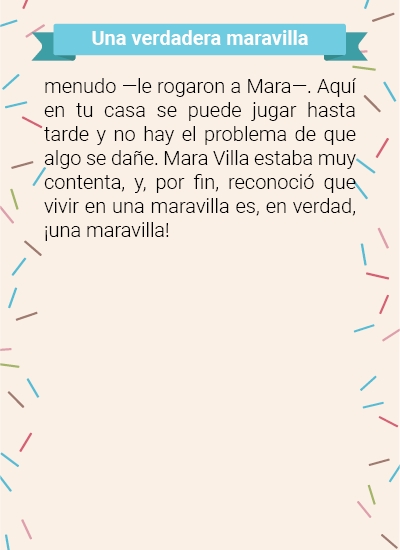 Una verdadera maravilla
menudo —le rogaron a Mara—. Aquí
en tu casa se puede jugar hasta
tarde y no hay el problema de que
algo se dañe. Mara Villa estaba muy
contenta, y, por fin, reconoció que
vivir en una maravilla es, en verdad,
¡una maravilla!